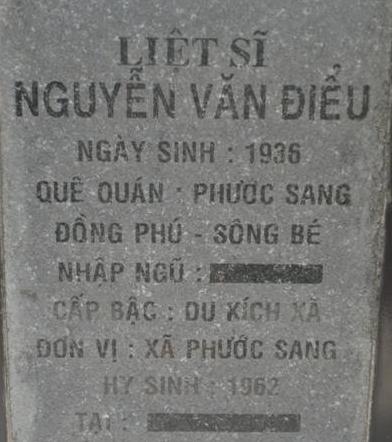 LIỆT SĨ
NGUYỄN VĂN ĐIỂU
NGÀY SINH : 1936
QUÊ QUÁN : PHƯỚC SANG
ĐỒNG PHÚ - SÔNG BÉ
NHẬP NGŨ :
CẤP BẬC : DU KÍCH XÃ
ĐƠN VỊ : XÃ PHƯỚC SANG
HY SINH : 1962
TẠI :